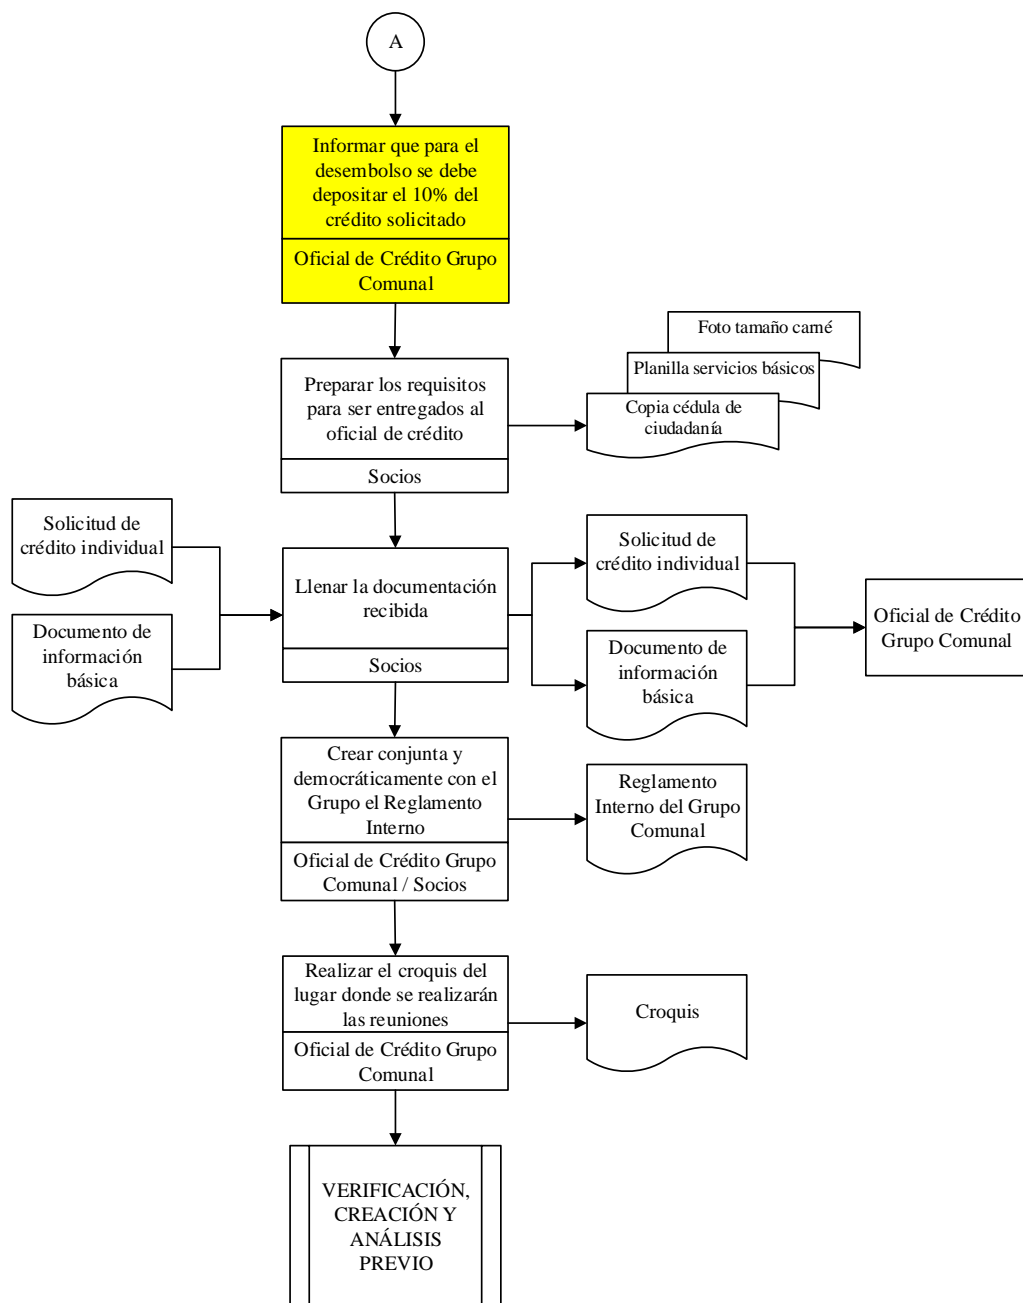 A
Informar que para el
desembolso se debe
depositar el 10% del
crédito solicitado
Oficial de Crédito Grupo
Comunal
Preparar los requisitos
para ser entregados al
oficial de crédito
Socios
Foto tamaño carné
Planilla servicios básicos
Copia cédula de
ciudadanía
Solicitud de
crédito individual
Documento de
información
básica
Llenar la documentación
recibida
Socios
Solicitud de
crédito individual
Documento de
información
básica
Oficial de Crédito
Grupo Comunal
Crear conjunta y
democráticamente con el
Grupo el Reglamento
Interno
Oficial de Crédito Grupo
Comunal / Socios
Reglamento
Interno del Grupo
Comunal
Realizar el croquis del
lugar donde se realizarán
las reuniones
Oficial de Crédito Grupo
Comunal
Croquis
VERIFICACIÓN,
CREACIÓN Y
ANÁLISIS
PREVIO